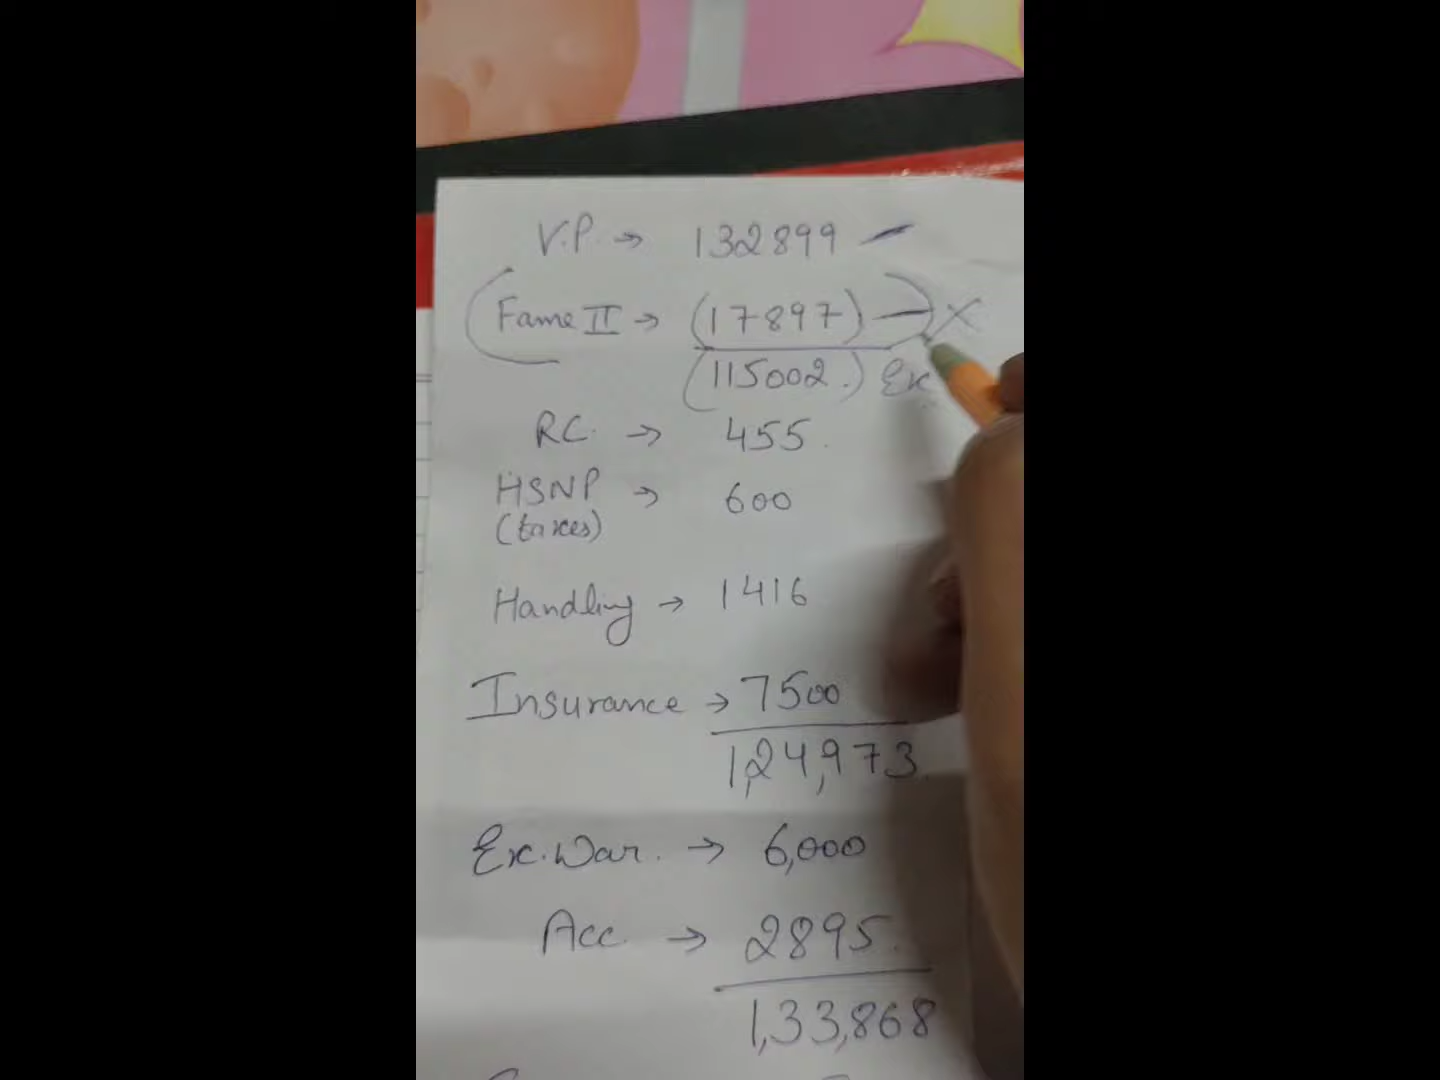 V.P. → 132899 –
(Fame II → (17897) –) X
(115002.) Ex
RC. → 455.
HSNP → 600
(taxes)
Handling → 1416
Insurance → 7500
1,24,973.
Ex.War. → 6,000
Acc. → 2895.
1,33,868